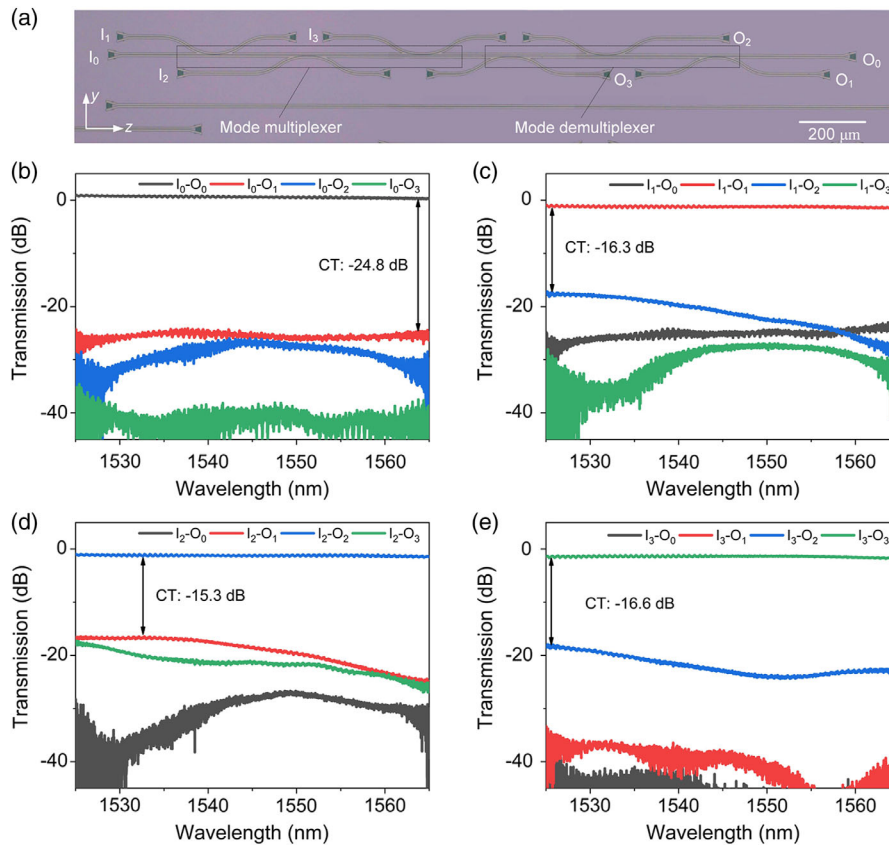 (a)
I₁ I₃ O₂
I₀ O₀
I₂ O₃ O₁
y
z
Mode multiplexer Mode demultiplexer
200 μm
(b)
I₀-O₀ I₀-O₁ I₀-O₂ I₀-O₃
0
-20
-40
Transmission (dB)
CT: -24.8 dB
1530 1540 1550 1560
Wavelength (nm)
(c)
I₁-O₀ I₁-O₁ I₁-O₂ I₁-O₃
0
-20
-40
Transmission (dB)
CT: -16.3 dB
1530 1540 1550 1560
Wavelength (nm)
(d)
I₂-O₀ I₂-O₁ I₂-O₂ I₂-O₃
0
-20
-40
Transmission (dB)
CT: -15.3 dB
1530 1540 1550 1560
Wavelength (nm)
(e)
I₃-O₀ I₃-O₁ I₃-O₂ I₃-O₃
0
-20
-40
Transmission (dB)
CT: -16.6 dB
1530 1540 1550 1560
Wavelength (nm)